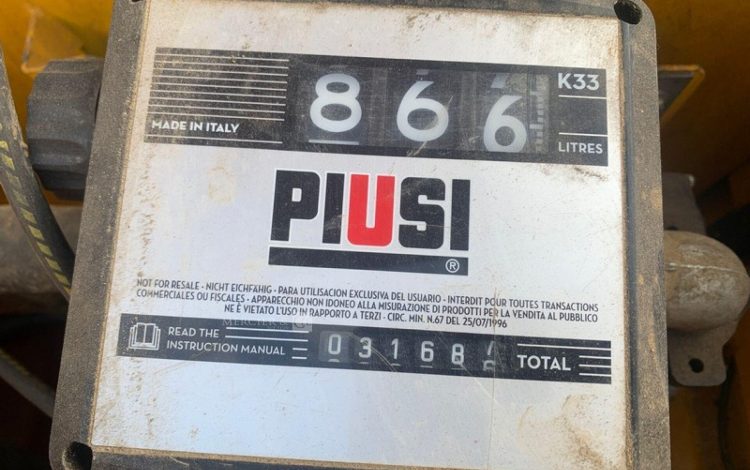 866
K33
MADE IN ITALY
LITRES
PIUSI
®
NOT FOR RESALE - NICHT EICHFÄHIG - PARA UTILISACION EXCLUSIVA DEL USUARIO - INTERDIT POUR TOUTES TRANSACTIONS
COMMERCIALES OU FISCALES - APPARECCHIO NON IDONEO ALLA MISURAZIONE DI PRODOTTI PER LA VENDITA AL PUBBLICO
NE È VIETATO L'USO IN RAPPORTO A TERZI - CIRC. MIN. N.67 DEL 25/07/1996
READ THE
INSTRUCTION MANUAL
03168
TOTAL